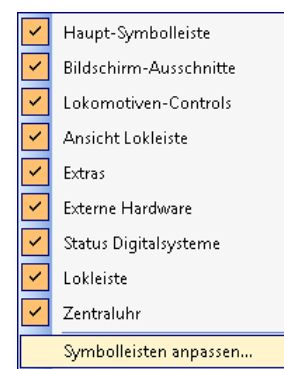 Haupt-Symbolleiste
Bildschirm-Ausschnitte
Lokomotiven-Controls
Ansicht Lokleiste
Extras
Externe Hardware
Status Digitalsysteme
Lokleiste
Zentraluhr
Symbolleisten anpassen...